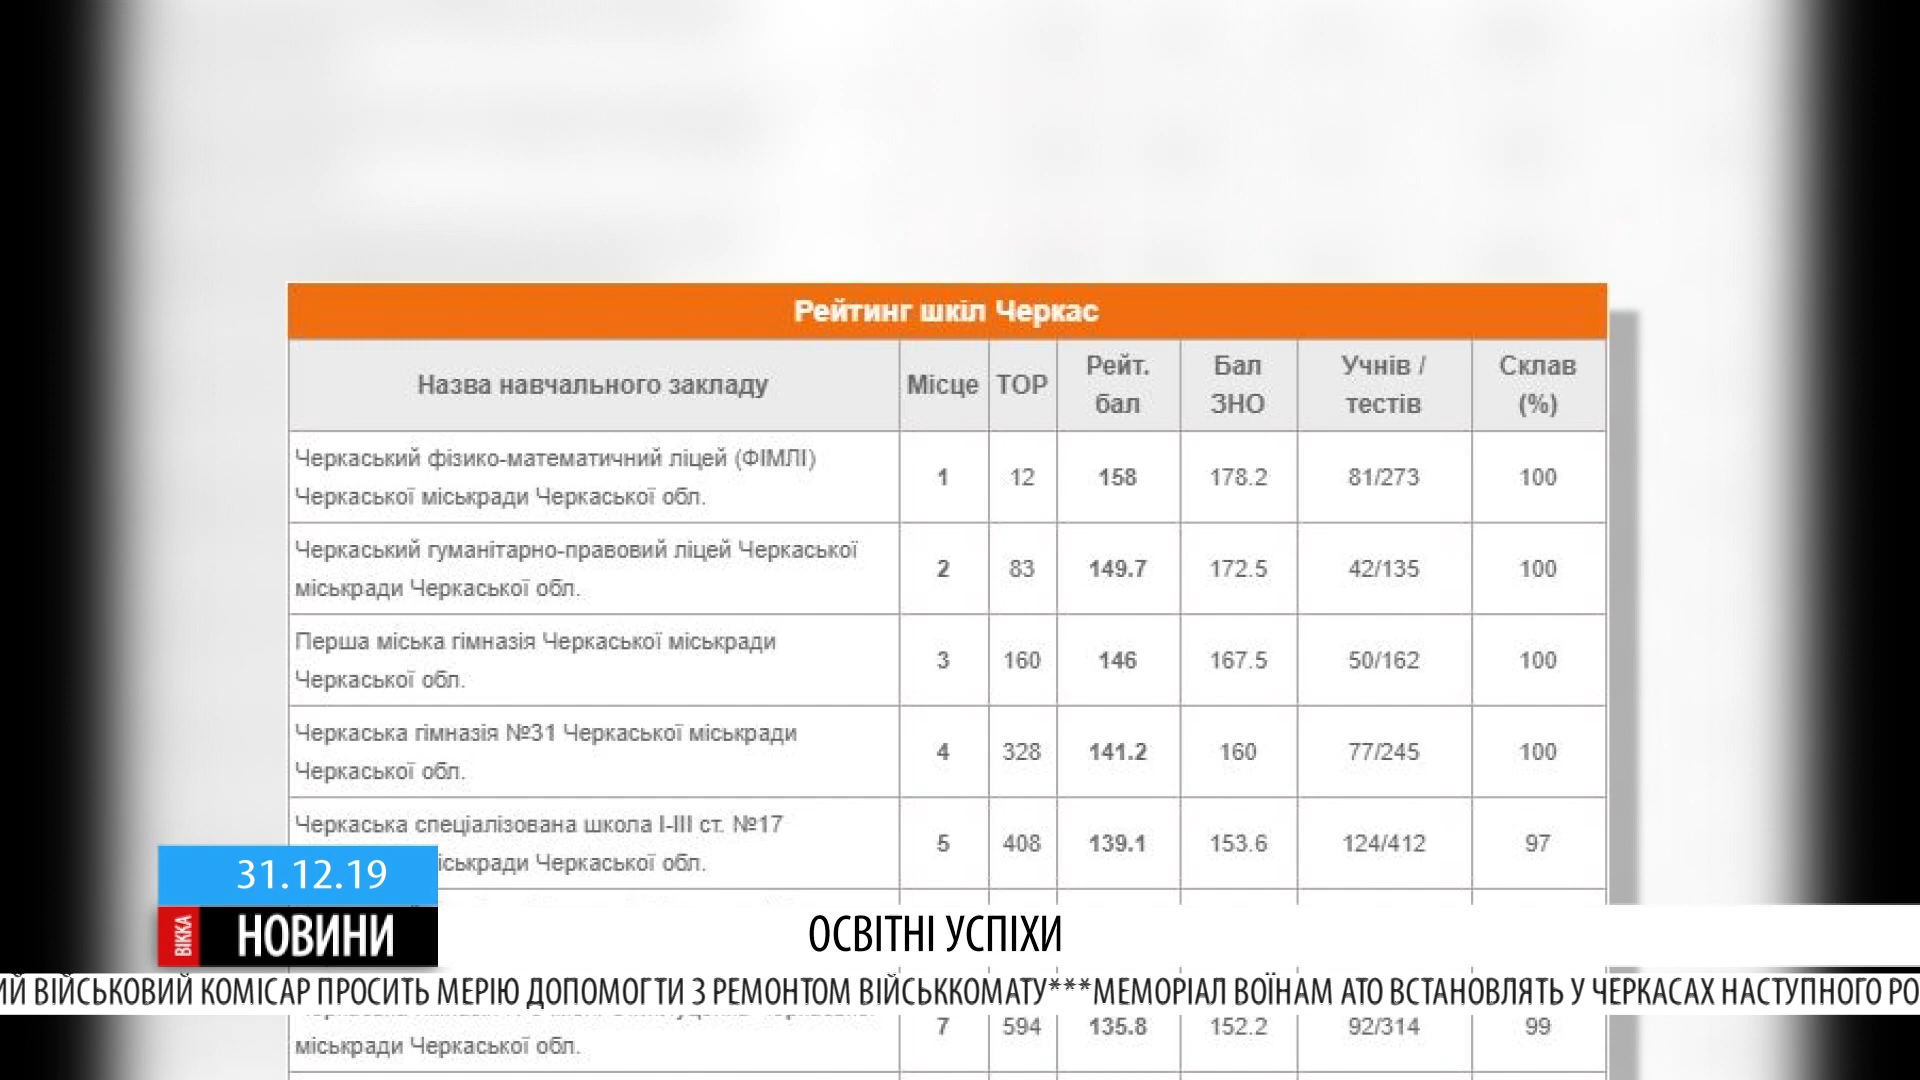 Рейтинг шкіл Черкас
Назва навчального закладу Місце TOP Рейт. бал Бал ЗНО Учнів / тестів Склав (%)
Черкаський фізико-математичний ліцей (ФІМЛІ)
Черкаської міськради Черкаської обл.
1 12 158 178.2 81/273 100
Черкаський гуманітарно-правовий ліцей Черкаської
міськради Черкаської обл.
2 83 149.7 172.5 42/135 100
Перша міська гімназія Черкаської міськради
Черкаської обл.
3 160 146 167.5 50/162 100
Черкаська гімназія №31 Черкаської міськради
Черкаської обл.
4 328 141.2 160 77/245 100
Черкаська спеціалізована школа І-ІІІ ст. №17
іськради Черкаської обл.
5 408 139.1 153.6 124/412 97
31.12.19
ВІККА
НОВИНИ
ОСВІТНІ УСПІХИ
ИЙ ВІЙСЬКОВИЙ КОМІСАР ПРОСИТЬ МЕРІЮ ДОПОМОГТИ З РЕМОНТОМ ВІЙСЬККОМАТУ***МЕМОРІАЛ ВОЇНАМ АТО ВСТАНОВЛЯТЬ У ЧЕРКАСАХ НАСТУПНОГО РО
7 594 135.8 152.2 92/314 99
міськради Черкаської обл.